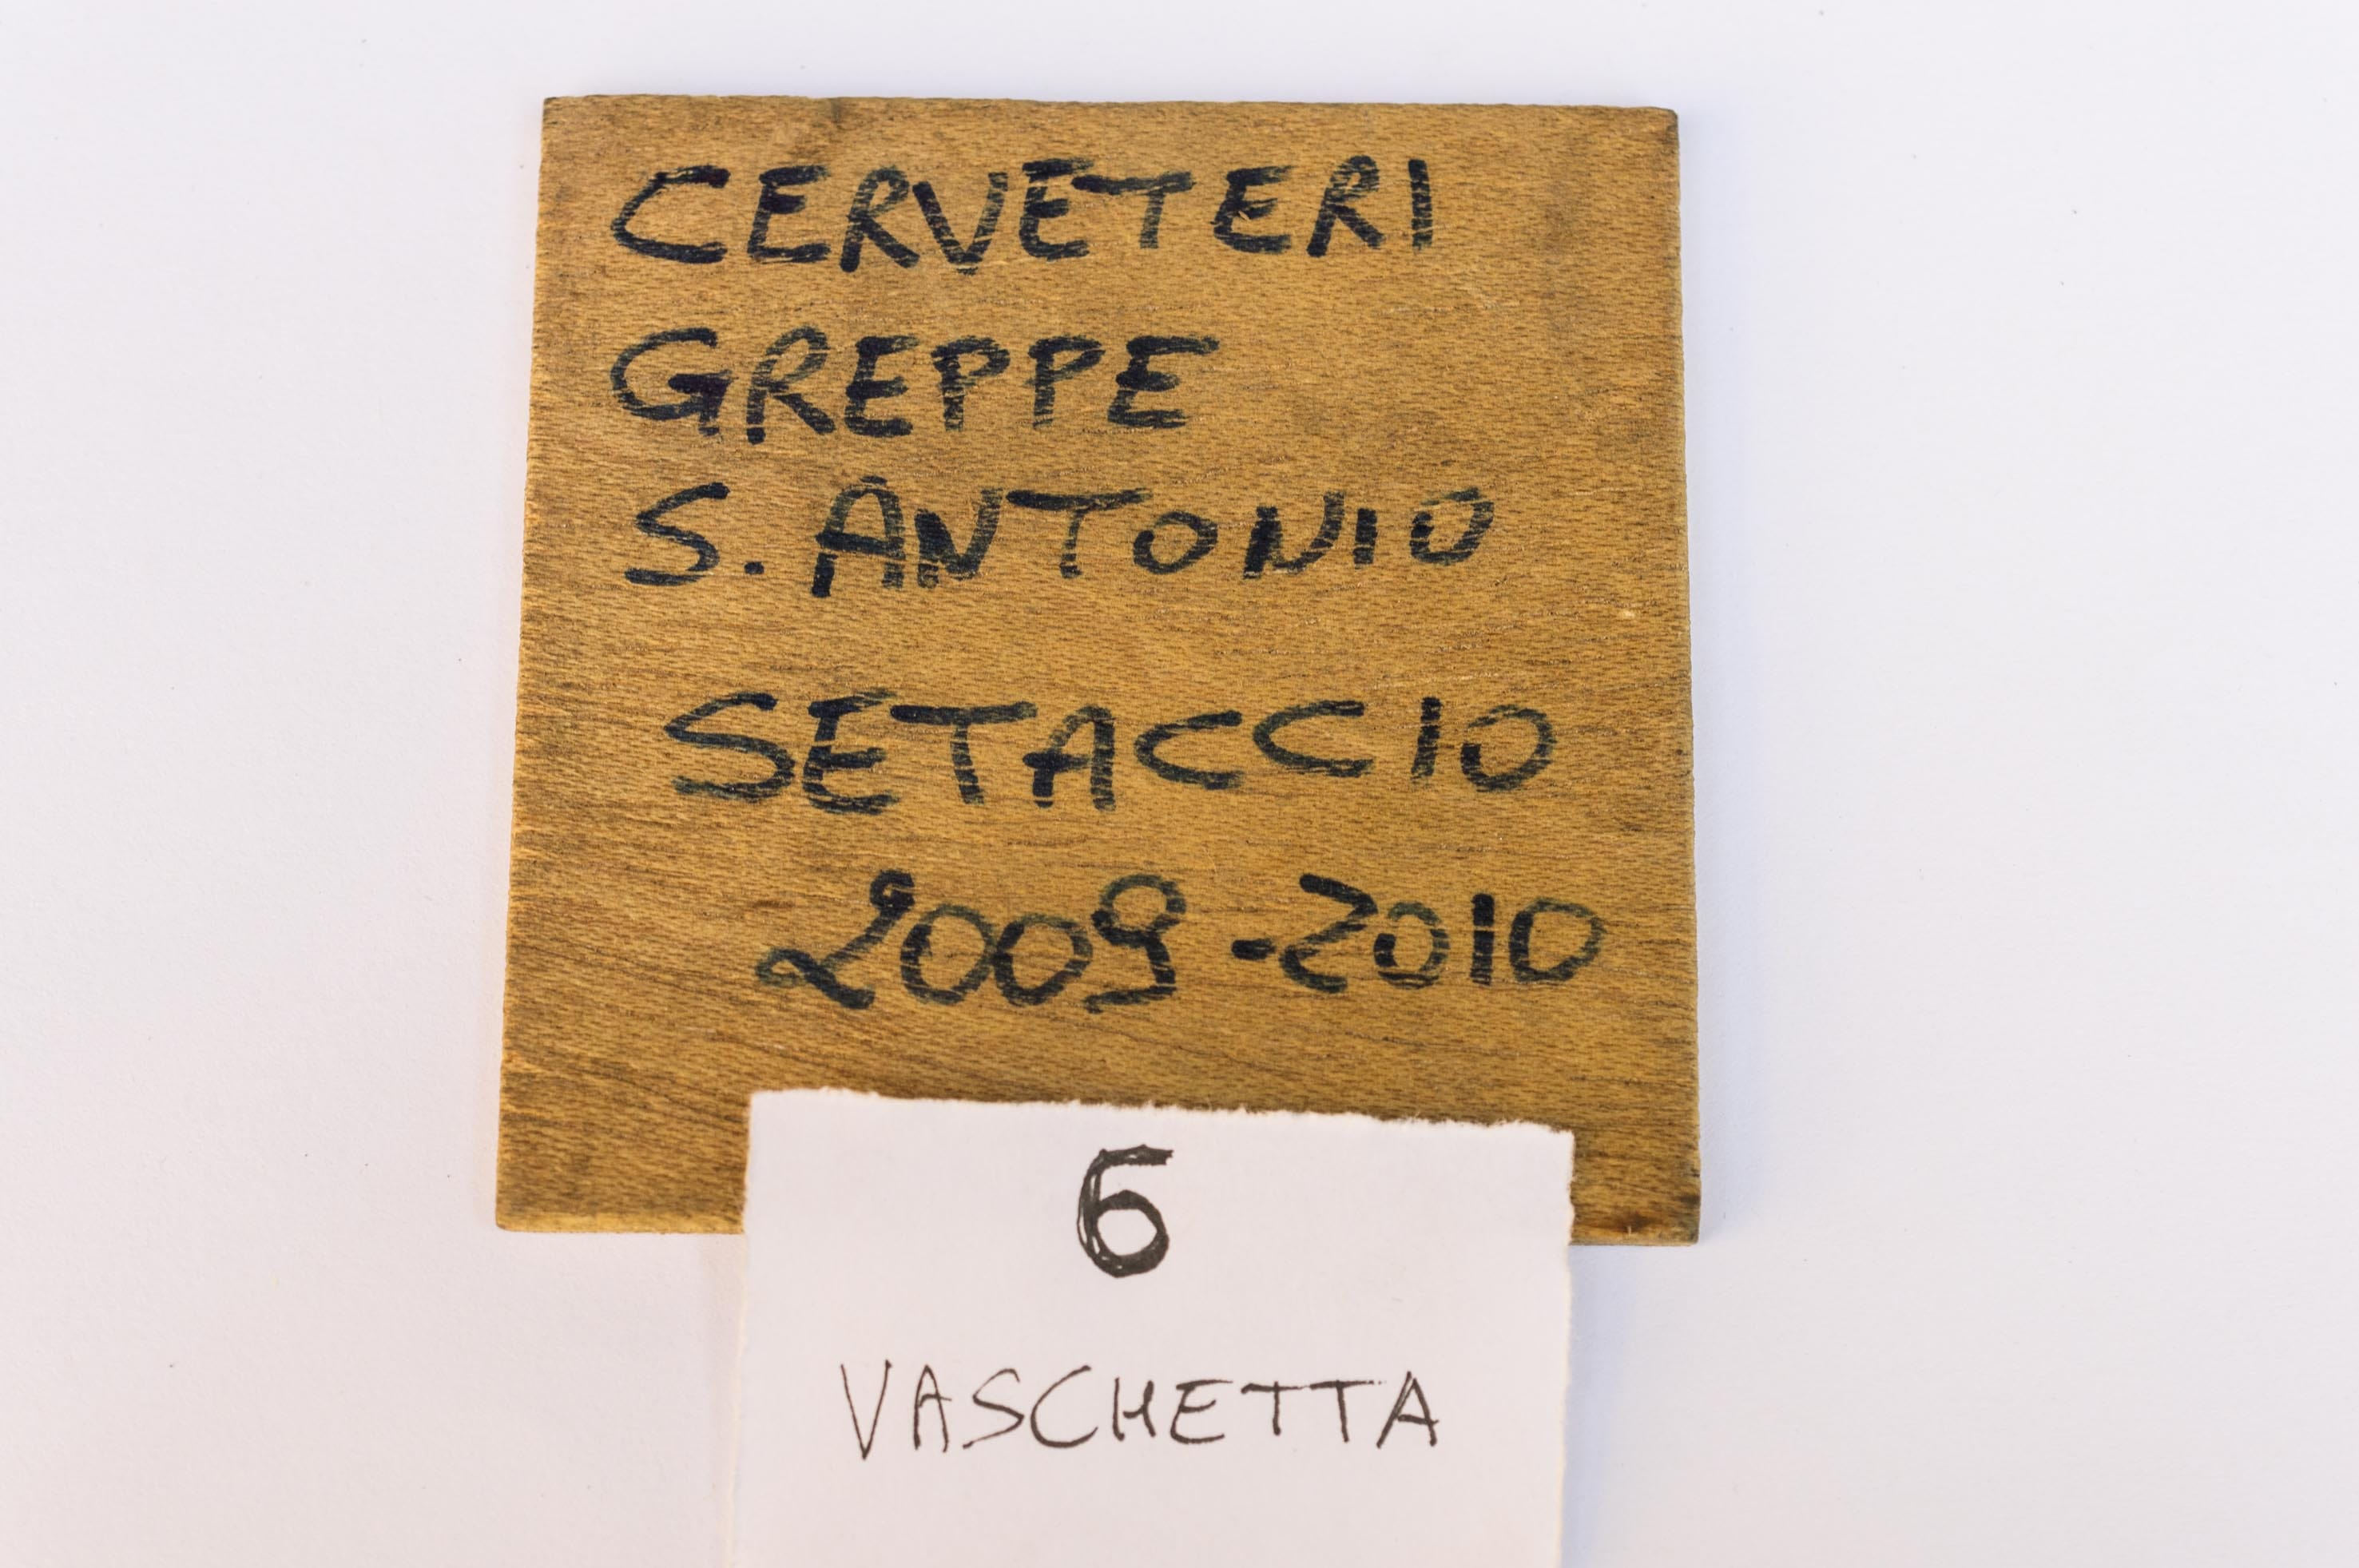 CERVETERI
GREPPE
S. ANTONIO
SETACCIO
2009-2010
6
VASCHETTA